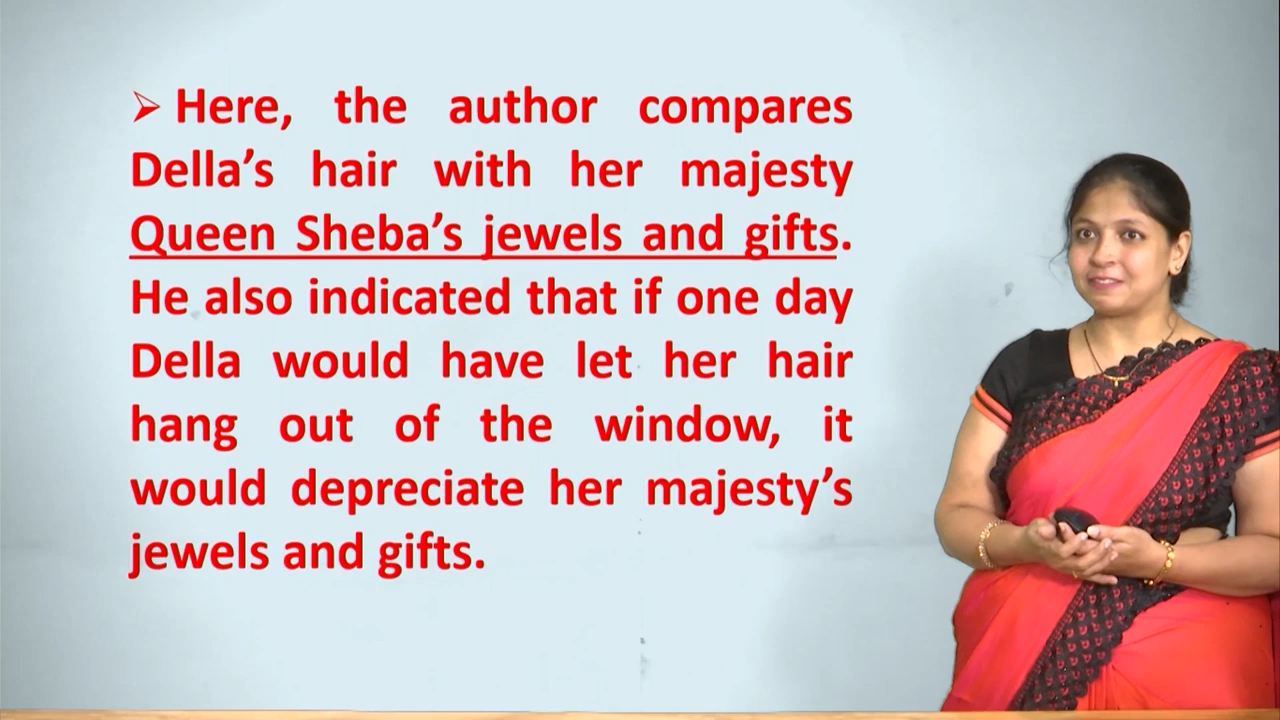 ➢ Here, the author compares
Della’s hair with her majesty
Queen Sheba’s jewels and gifts.
He also indicated that if one day
Della would have let her hair
hang out of the window, it
would depreciate her majesty’s
jewels and gifts.